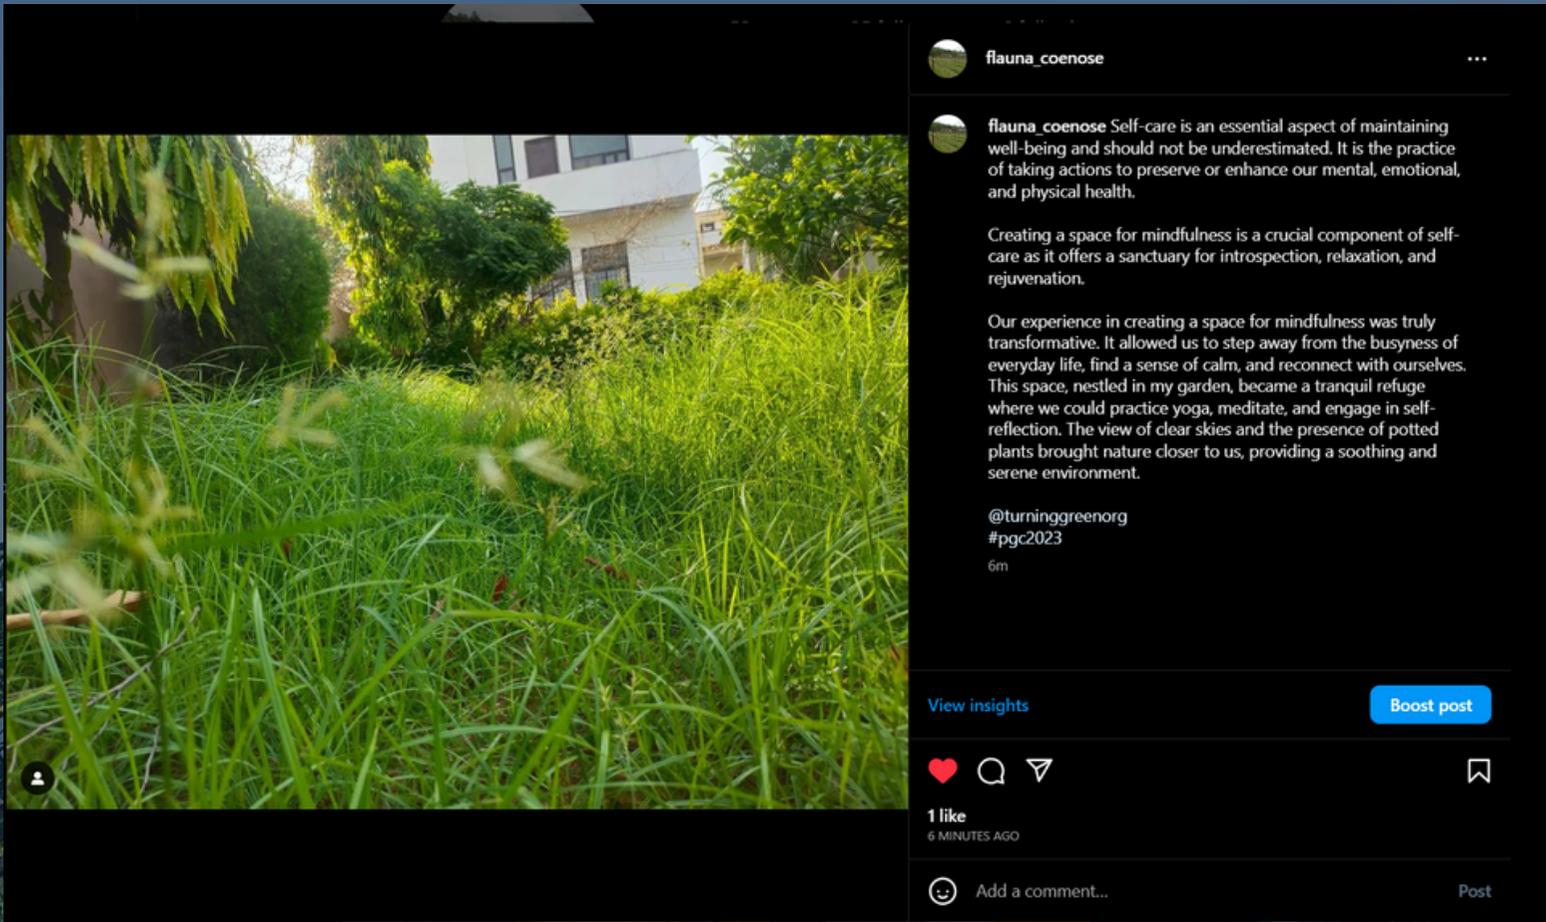 flauna_coenose
flauna_coenose Self-care is an essential aspect of maintaining
well-being and should not be underestimated. It is the practice
of taking actions to preserve or enhance our mental, emotional,
and physical health.
Creating a space for mindfulness is a crucial component of self-
care as it offers a sanctuary for introspection, relaxation, and
rejuvenation.
Our experience in creating a space for mindfulness was truly
transformative. It allowed us to step away from the busyness of
everyday life, find a sense of calm, and reconnect with ourselves.
This space, nestled in my garden, became a tranquil refuge
where we could practice yoga, meditate, and engage in self-
reflection. The view of clear skies and the presence of potted
plants brought nature closer to us, providing a soothing and
serene environment.
@turninggreenorg
#pgc2023
6m
View insights
Boost post
1 like
6 MINUTES AGO
Add a comment...
Post